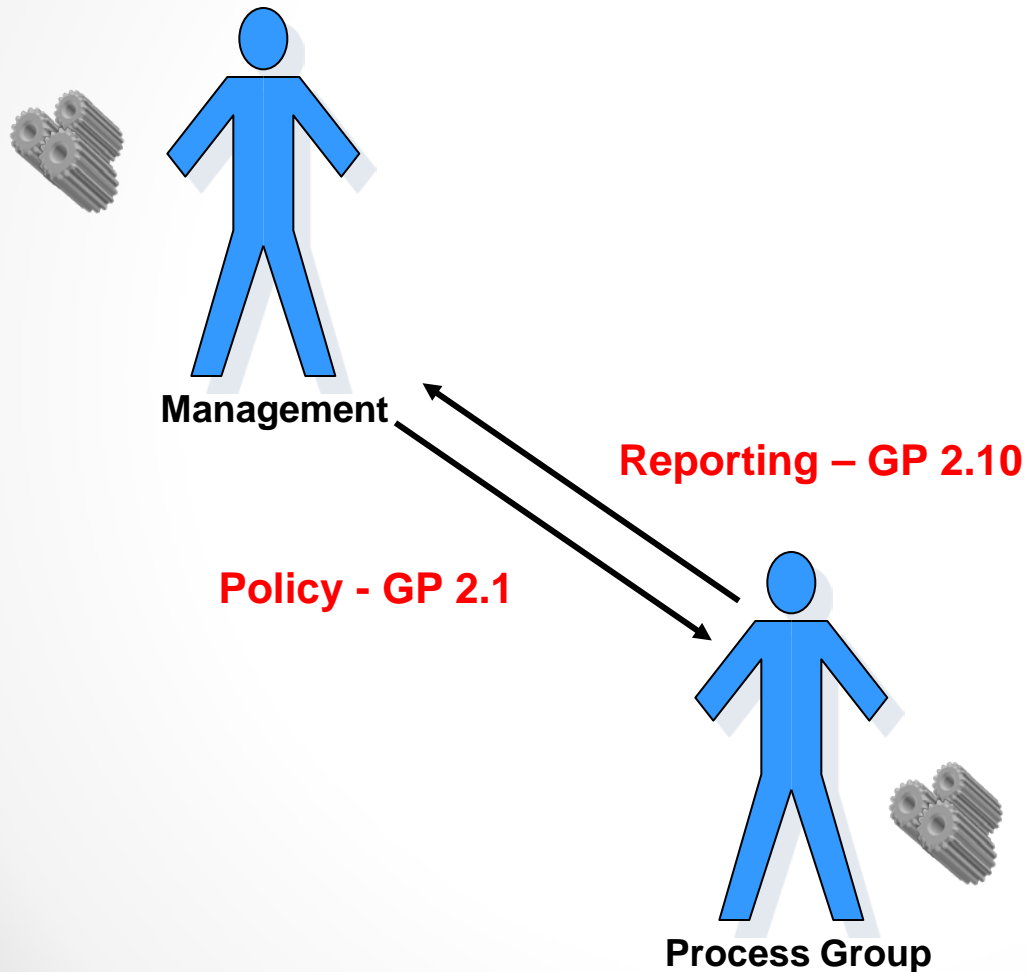 Management
Reporting – GP 2.10
Policy - GP 2.1
Process Group